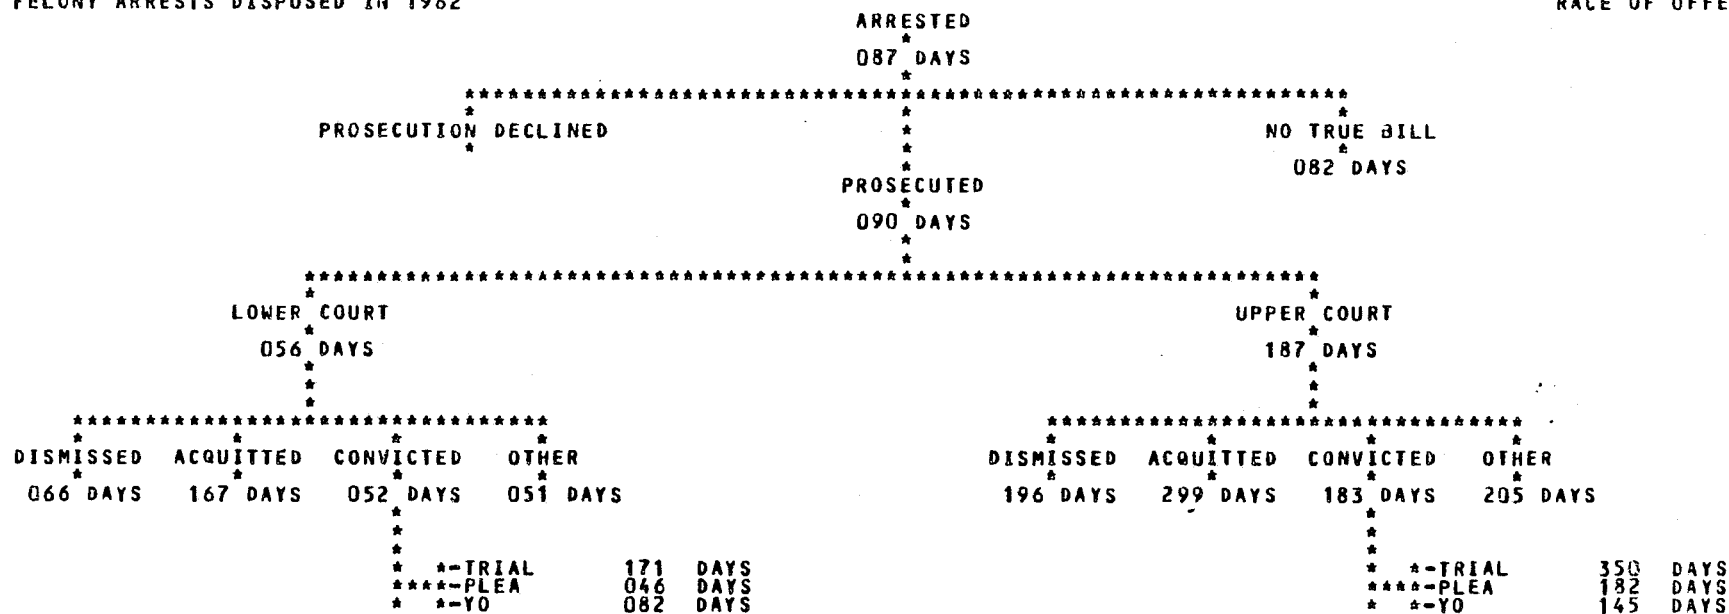 FELONY ARRESTS DISPOSED IN 1982
RACE OF OFFE
ARRESTED
087 DAYS
PROSECUTION DECLINED
NO TRUE BILL
082 DAYS
PROSECUTED
090 DAYS
LOWER COURT
UPPER COURT
056 DAYS
187 DAYS
DISMISSED ACQUITTED CONVICTED OTHER
DISMISSED ACQUITTED CONVICTED OTHER
066 DAYS 167 DAYS 052 DAYS 051 DAYS
196 DAYS 299 DAYS 183 DAYS 205 DAYS
*-TRIAL 171 DAYS
****-PLEA 046 DAYS
* *-YO 082 DAYS
*-TRIAL 350 DAYS
****-PLEA 182 DAYS
* *-YO 145 DAYS